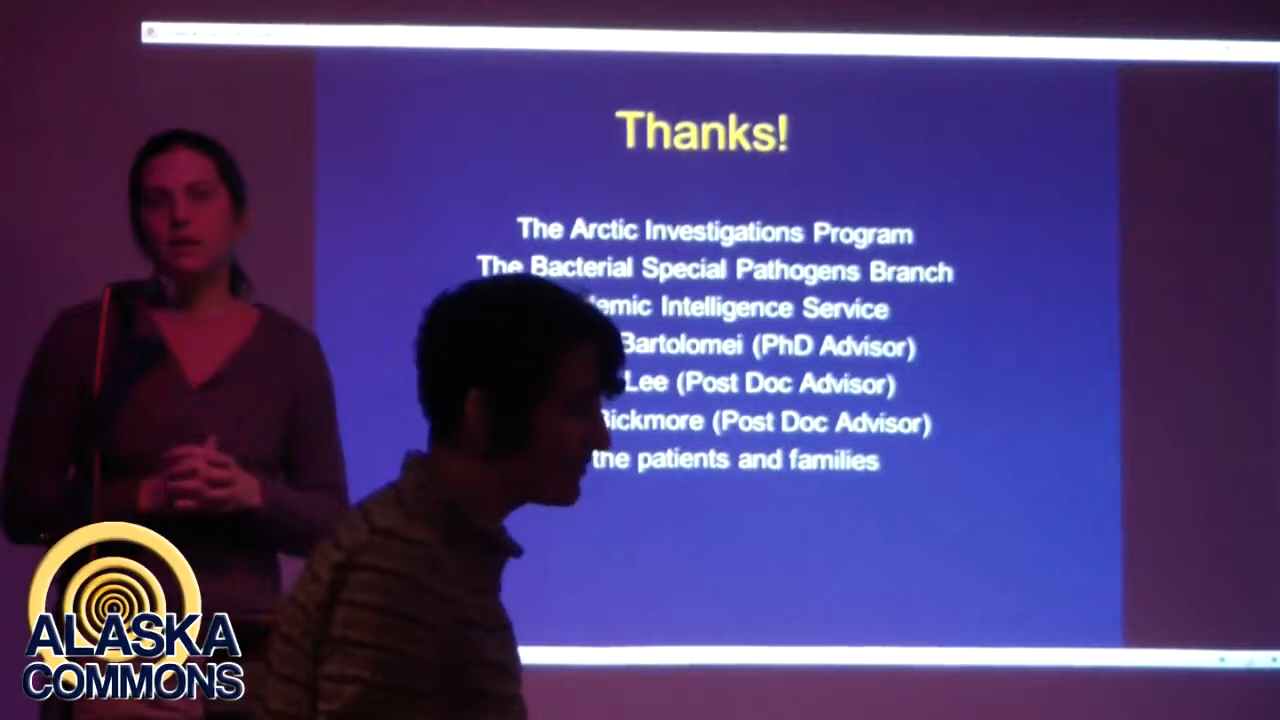 Thanks!
The Arctic Investigations Program
The Bacterial Special Pathogens Branch
Intelligence Service
Bartolomei (PhD Advisor)
Lee (Post Doc Advisor)
Bickmore (Post Doc Advisor)
the patients and families
ALASKA
COMMONS